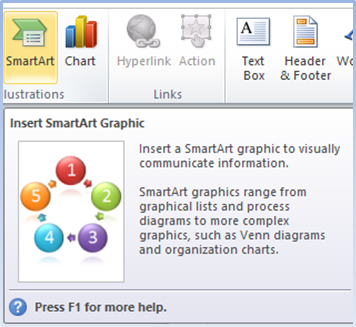 SmartArt Chart Hyperlink Action Text Box Header & Footer
Illustrations Links
Insert SmartArt Graphic
1
2
3
4
5
Insert a SmartArt graphic to visually
communicate information.
SmartArt graphics range from
graphical lists and process
diagrams to more complex
graphics, such as Venn diagrams
and organization charts.
Press F1 for more help.